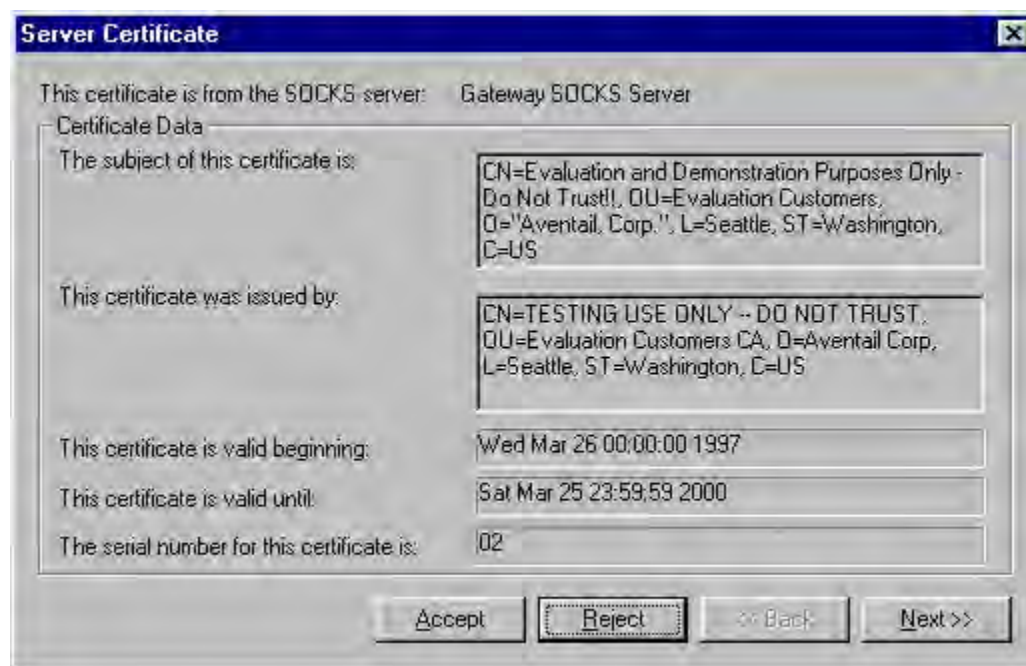 Server Certificate
This certificate is from the SOCKS server: Gateway SOCKS Server
Certificate Data
The subject of this certificate is:
CN=Evaluation and Demonstration Purposes Only -
Do Not Trust!!, OU=Evaluation Customers,
O="Aventail, Corp.", L=Seattle, ST=Washington,
C=US
This certificate was issued by:
CN=TESTING USE ONLY -- DO NOT TRUST,
OU=Evaluation Customers CA, O=Aventail Corp,
L=Seattle, ST=Washington, C=US
This certificate is valid beginning: Wed Mar 26 00:00:00 1997
This certificate is valid until: Sat Mar 25 23:59:59 2000
The serial number for this certificate is: 02
Accept Reject << Back Next >>